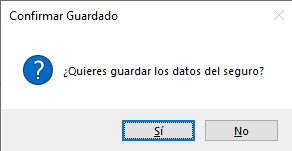 Confirmar Guardado
¿Quieres guardar los datos del seguro?
Sí
No